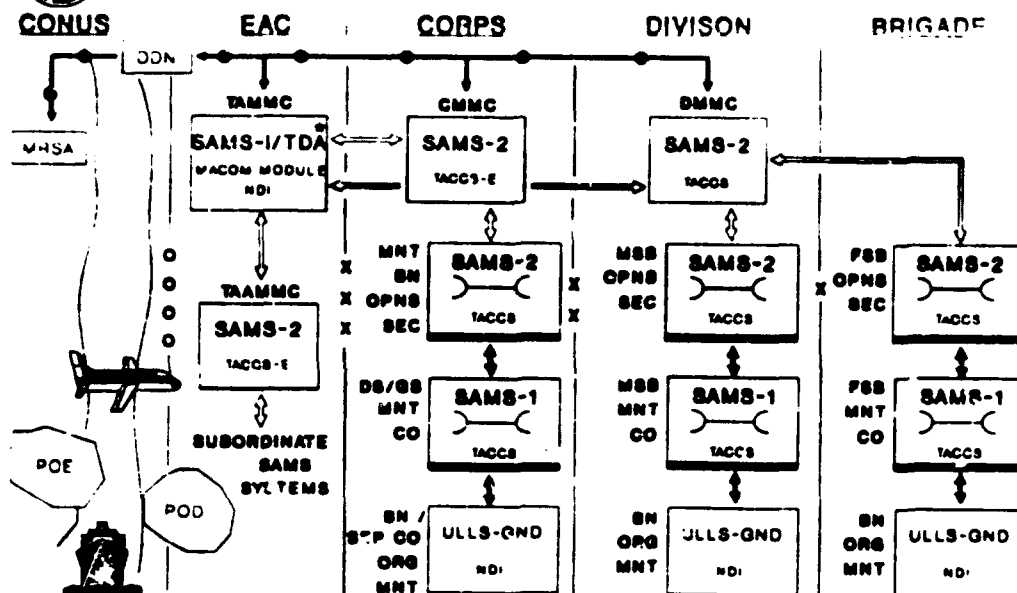 CONUS
EAC
CORPS
DIVISON
BRIGADE
DDN
TAMMC
CMMC
DMMC
MRSA
SAMS-1/TDA*
MACOM MODULE
NDI
SAMS-2
TACCS-E
SAMS-2
TACCS
MNT
BN
OPNS
SEC
SAMS-2
TACCS
MSB
OPNS
SEC
SAMS-2
TACCS
FSB
OPNS
SEC
SAMS-2
TACCS
TAAMMC
SAMS-2
TACCS-E
SUBORDINATE
SAMS
SYSTEMS
DS/GS
MNT
CO
SAMS-1
TACCS
MSB
MNT
CO
SAMS-1
TACCS
FSB
MNT
CO
SAMS-1
TACCS
POE
POD
BN /
SEP CO
ORG
MNT
ULLS-GND
NDI
BN
ORG
MNT
ULLS-GND
NDI
BN
ORG
MNT
ULLS-GND
NDI